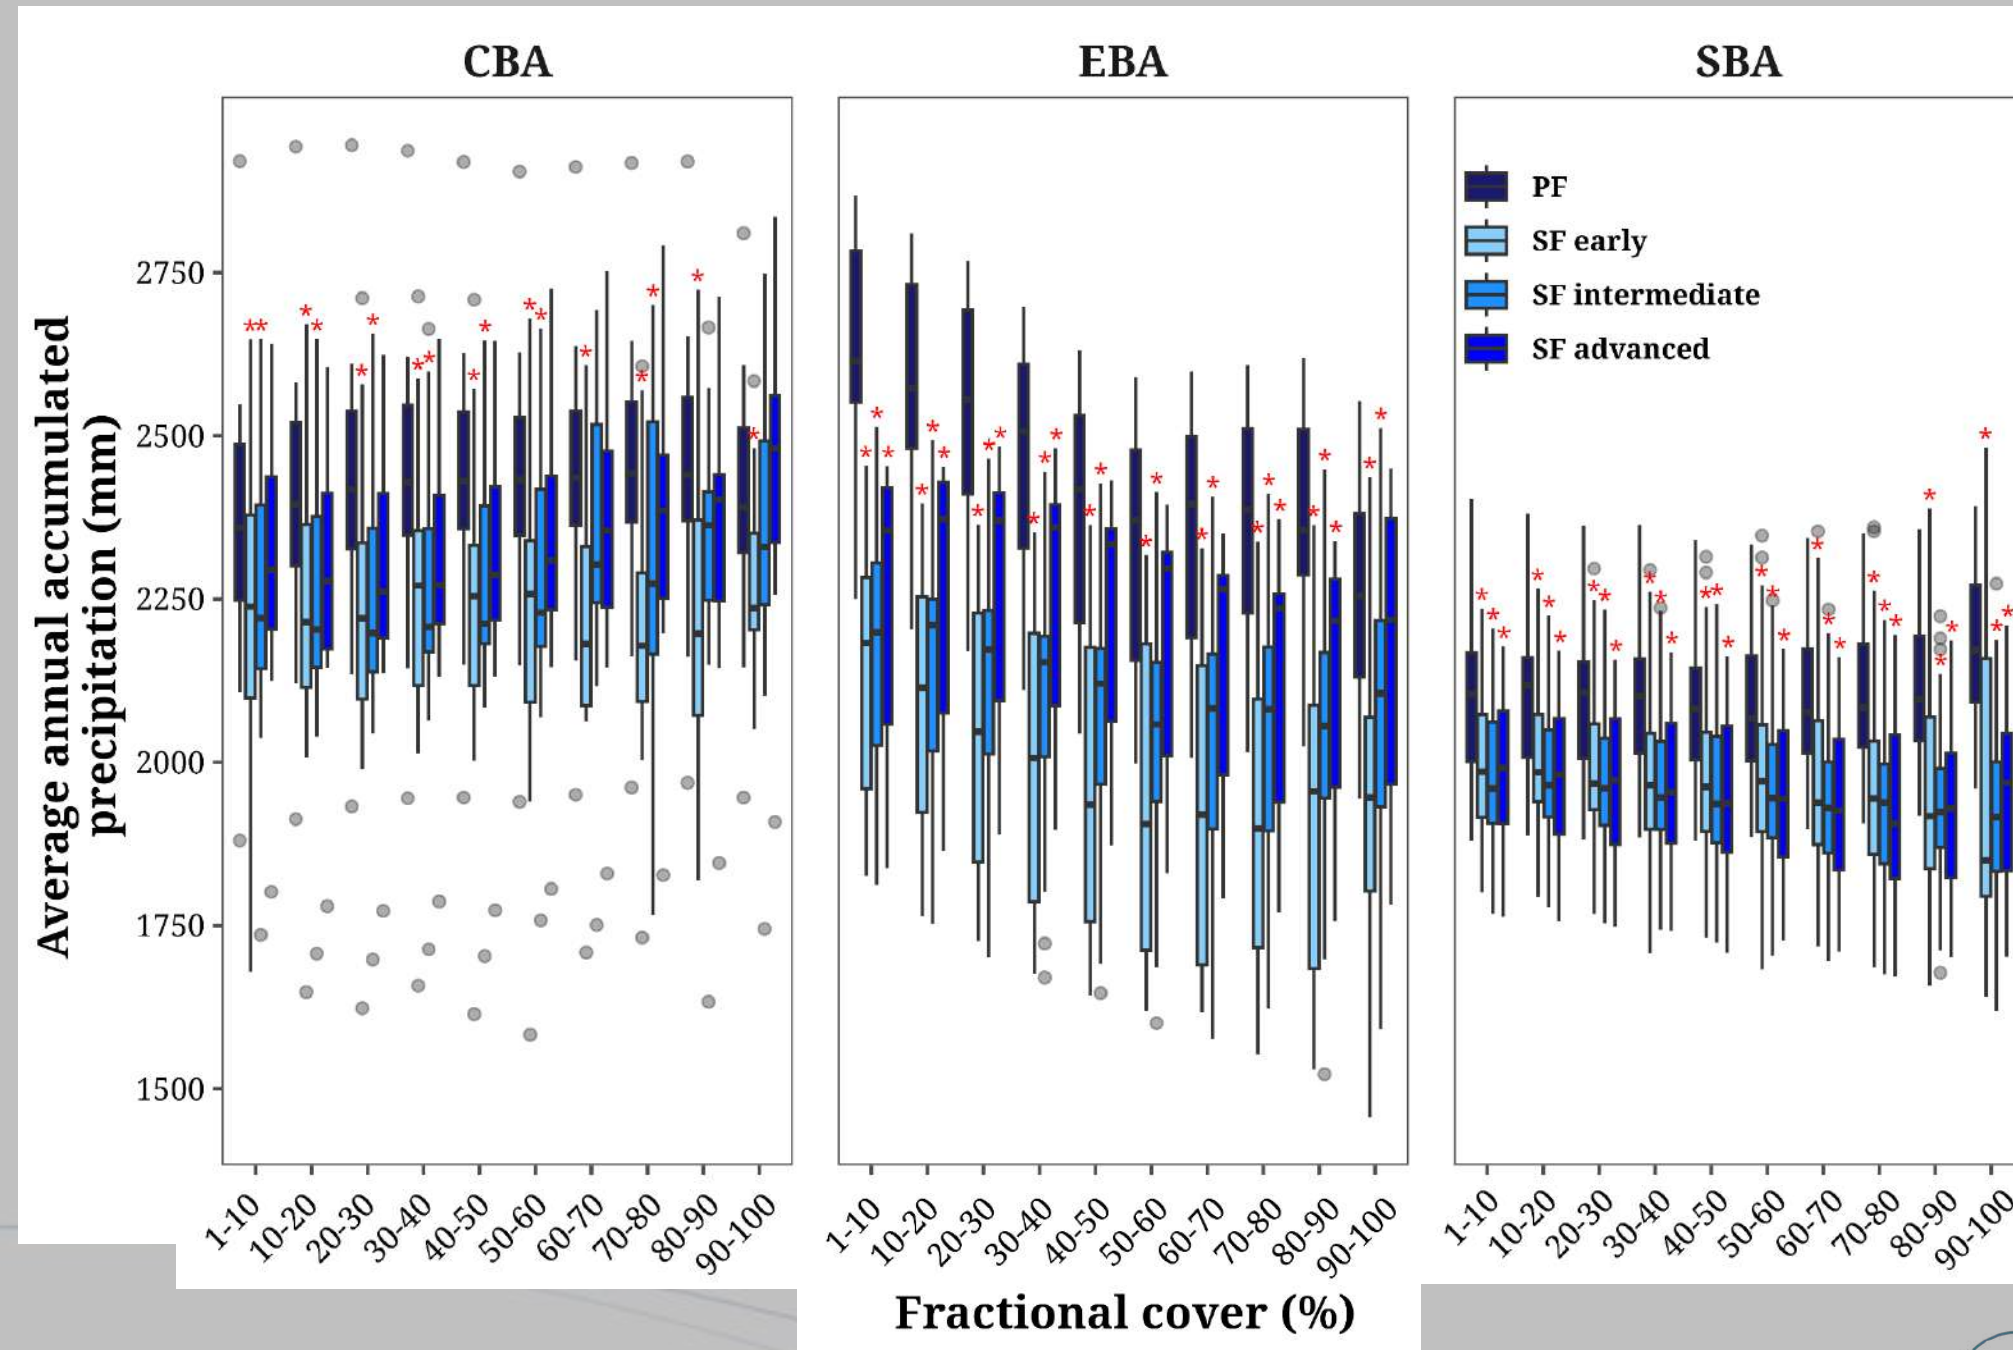 CBA EBA SBA
PF
SF early
SF intermediate
SF advanced
Average annual accumulated
precipitation (mm)
2750
2500
2250
2000
1750
1500
1-10 10-20 20-30 30-40 40-50 50-60 60-70 70-80 80-90 90-100
1-10 10-20 20-30 30-40 40-50 50-60 60-70 70-80 80-90 90-100
1-10 10-20 20-30 30-40 40-50 50-60 60-70 70-80 80-90 90-100
Fractional cover (%)